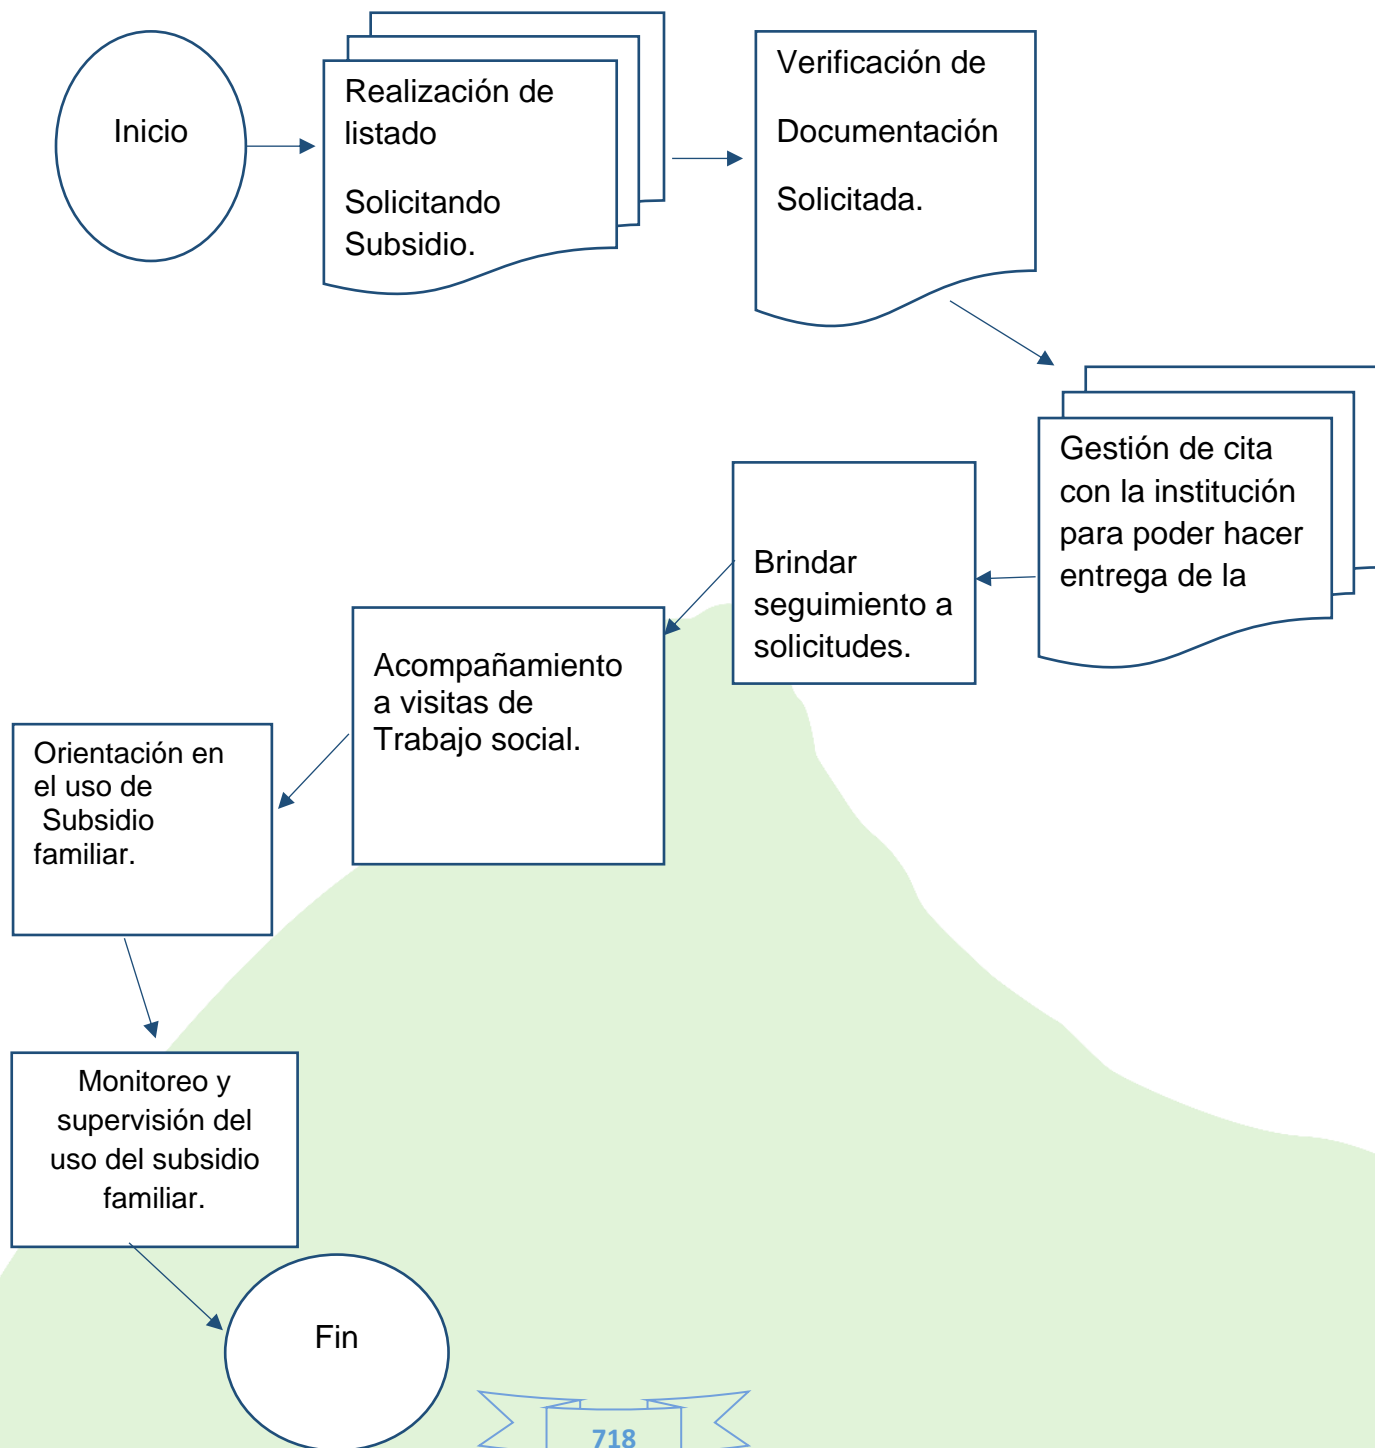 Inicio
Realización de
listado
Solicitando
Subsidio.
Verificación de
Documentación
Solicitada.
Gestión de cita
con la institución
para poder hacer
entrega de la
Brindar
seguimiento a
solicitudes.
Acompañamiento
a visitas de
Trabajo social.
Orientación en
el uso de
Subsidio
familiar.
Monitoreo y
supervisión del
uso del subsidio
familiar.
Fin
718